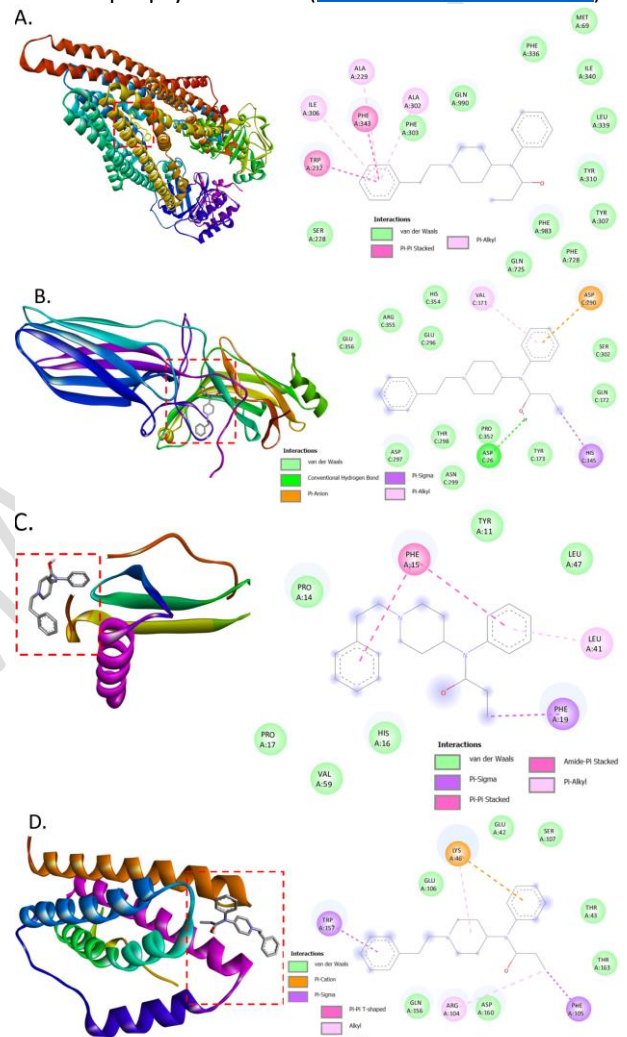 A.
MET
A:69
PHE
A:336
ALA
A:229
ILE
A:340
ILE
A:306
ALA
A:302
GLN
A:990
PHE
A:343
PHE
A:303
LEU
A:339
TRP
A:232
TYR
A:310
TYR
A:307
SER
A:228
PHE
A:983
PHE
A:728
GLN
A:725
Interactions
van der Waals
Pi-Pi Stacked
Pi-Alkyl
B.
HIS
C:354
VAL
C:171
ASP
C:290
ARG
C:355
GLU
C:356
GLU
C:296
SER
C:302
GLN
C:172
PRO
C:352
THR
C:298
ASP
C:297
ASP
C:26
TYR
C:173
HIS
C:345
ASN
C:299
Interactions
van der Waals
Conventional Hydrogen Bond
Pi-Anion
Pi-Sigma
Pi-Alkyl
C.
TYR
A:11
PHE
A:15
LEU
A:47
PRO
A:14
LEU
A:41
PHE
A:19
PRO
A:17
HIS
A:16
VAL
A:59
Interactions
van der Waals
Pi-Sigma
Pi-Pi Stacked
Amide-Pi Stacked
Pi-Alkyl
D.
GLU
A:42
SER
A:107
LYS
A:46
GLU
A:106
THR
A:43
TRP
A:157
THR
A:163
GLN
A:156
ARG
A:104
ASP
A:160
PHE
A:105
Interactions
van der Waals
Pi-Cation
Pi-Sigma
Pi-Pi T-shaped
Alkyl